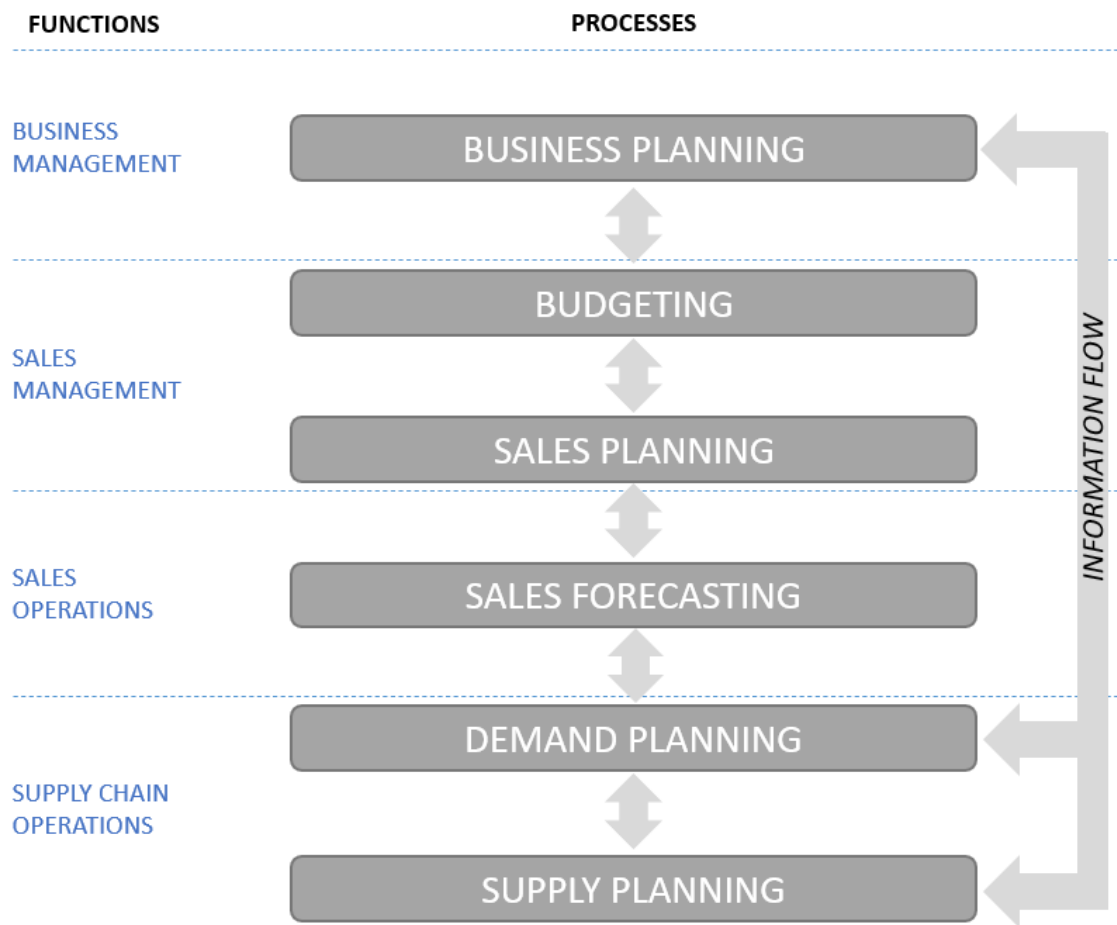 FUNCTIONS
PROCESSES
BUSINESS
MANAGEMENT
BUSINESS PLANNING
BUDGETING
SALES
MANAGEMENT
SALES PLANNING
SALES
OPERATIONS
SALES FORECASTING
DEMAND PLANNING
SUPPLY CHAIN
OPERATIONS
SUPPLY PLANNING
INFORMATION FLOW